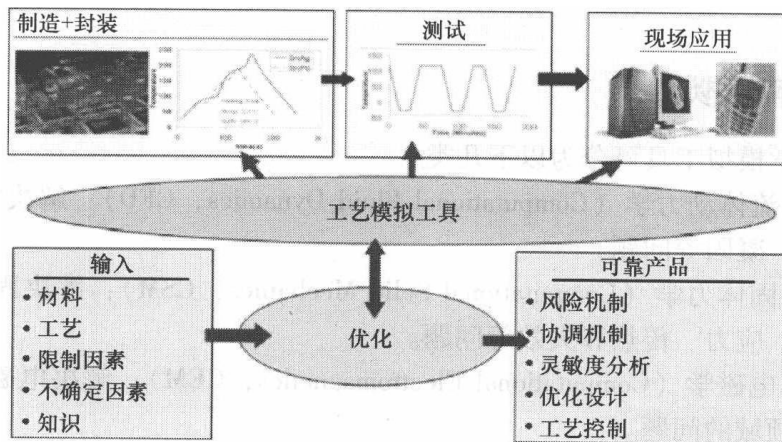 制造+封装
测试
现场应用
工艺模拟工具
输入
• 材料
• 工艺
• 限制因素
• 不确定因素
• 知识
优化
可靠产品
• 风险机制
• 协调机制
• 灵敏度分析
• 优化设计
• 工艺控制